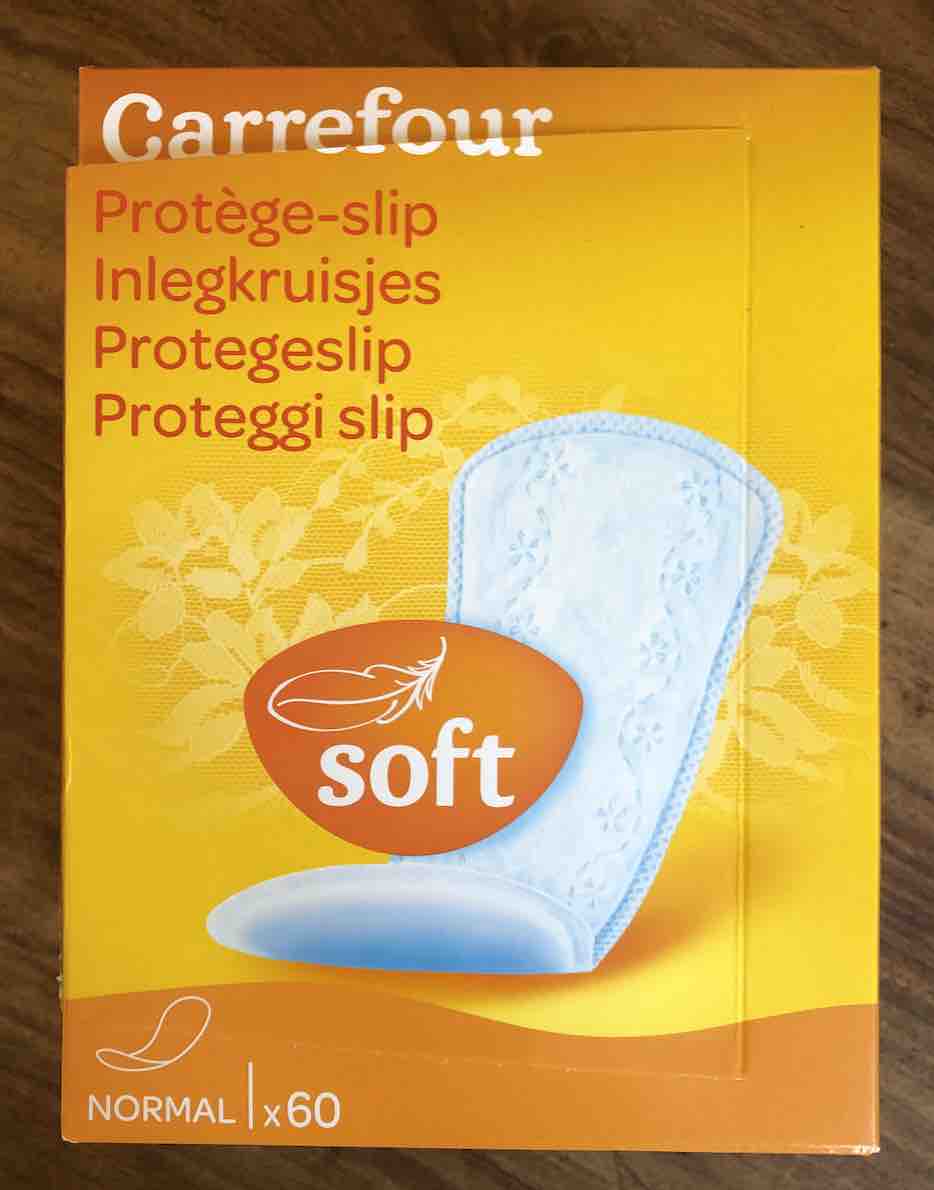 Carrefour
Protège-slip
Inlegkruisjes
Protegeslip
Proteggi slip
soft
NORMAL x60